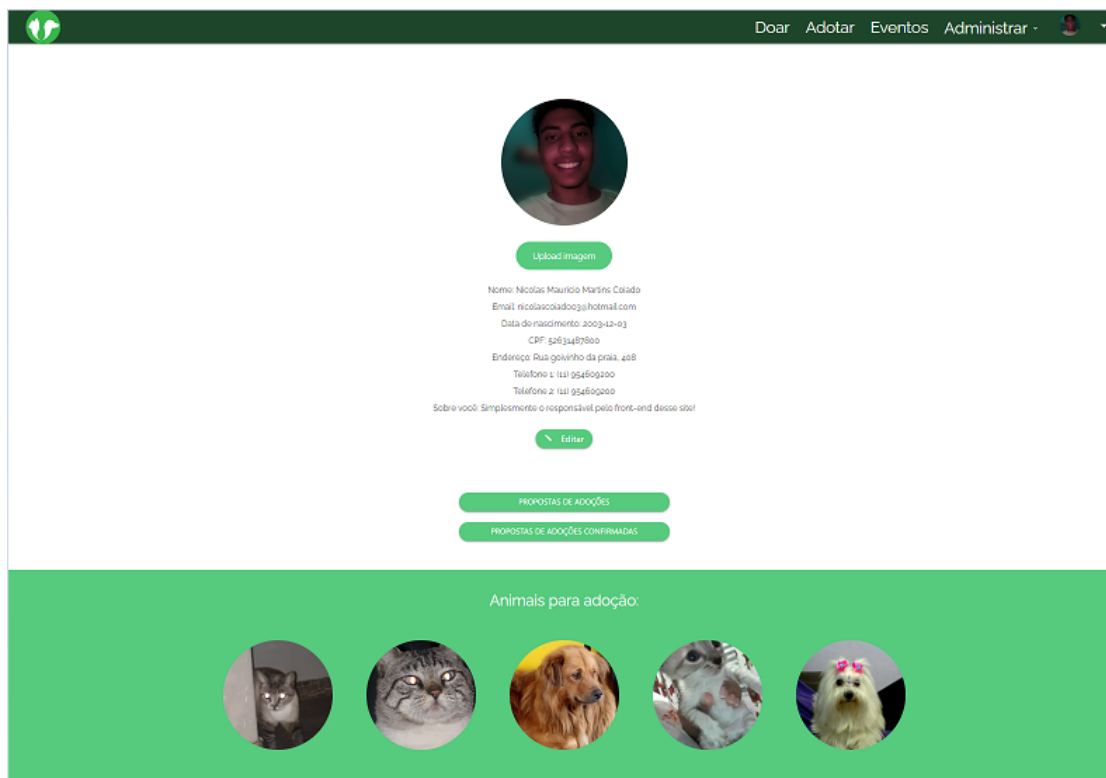 Doar Adotar Eventos Administrar
Upload imagem
Nome: Nicolas Mauricio Martins Coiado
Email: nicolascoiado03@hotmail.com
Data de nascimento: 2003-12-03
CPF: 52631487800
Endereço: Rua goivinho da praia, 408
Telefone 1: (11) 954609200
Telefone 2: (11) 954609200
Sobre você: Simplesmente o responsável pelo front-end desse site!
Editar
PROPOSTAS DE ADOÇÕES
PROPOSTAS DE ADOÇÕES CONFIRMADAS
Animais para adoção: